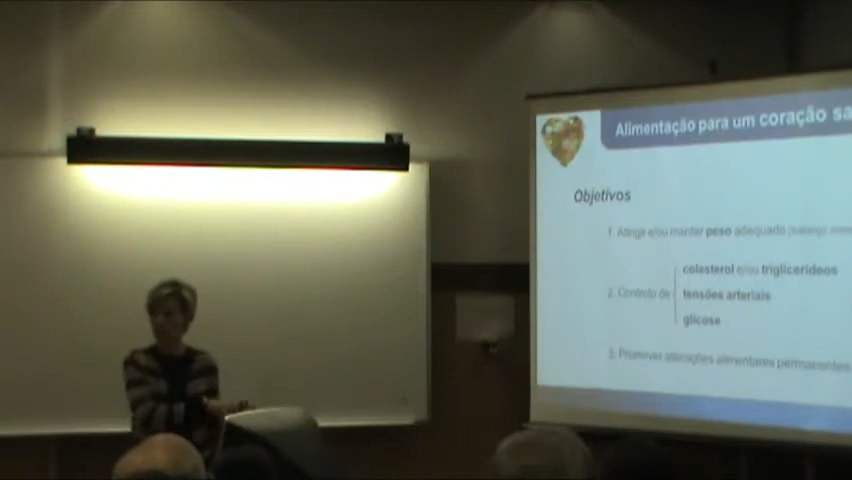 Alimentação para um coração sa
Objetivos
1. Atingir e/ou manter peso adequado
colesterol e/ou triglicerídeos
2. Controlo de
tensões arteriais
glicose
3. Promover alterações alimentares permanentes